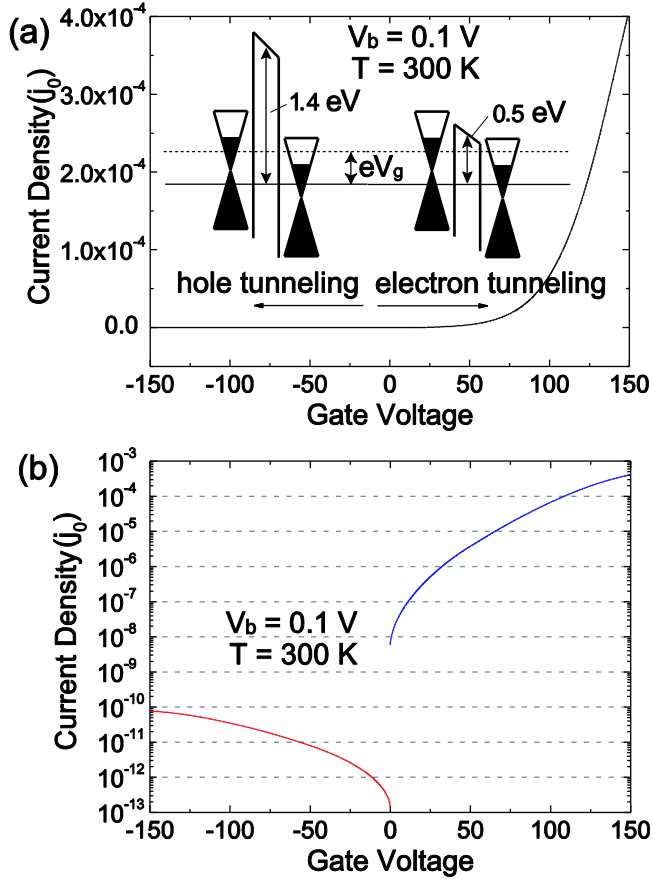 (a)
4.0x10⁻⁴
3.0x10⁻⁴
2.0x10⁻⁴
1.0x10⁻⁴
0.0
Current Density(j₀)
V_b = 0.1 V
T = 300 K
1.4 eV
0.5 eV
eV_g
hole tunneling
electron tunneling
-150 -100 -50 0 50 100 150
Gate Voltage
(b)
10⁻³
10⁻⁴
10⁻⁵
10⁻⁶
10⁻⁷
10⁻⁸
10⁻⁹
10⁻¹⁰
10⁻¹¹
10⁻¹²
10⁻¹³
Current Density(j₀)
V_b = 0.1 V
T = 300 K
-150 -100 -50 0 50 100 150
Gate Voltage